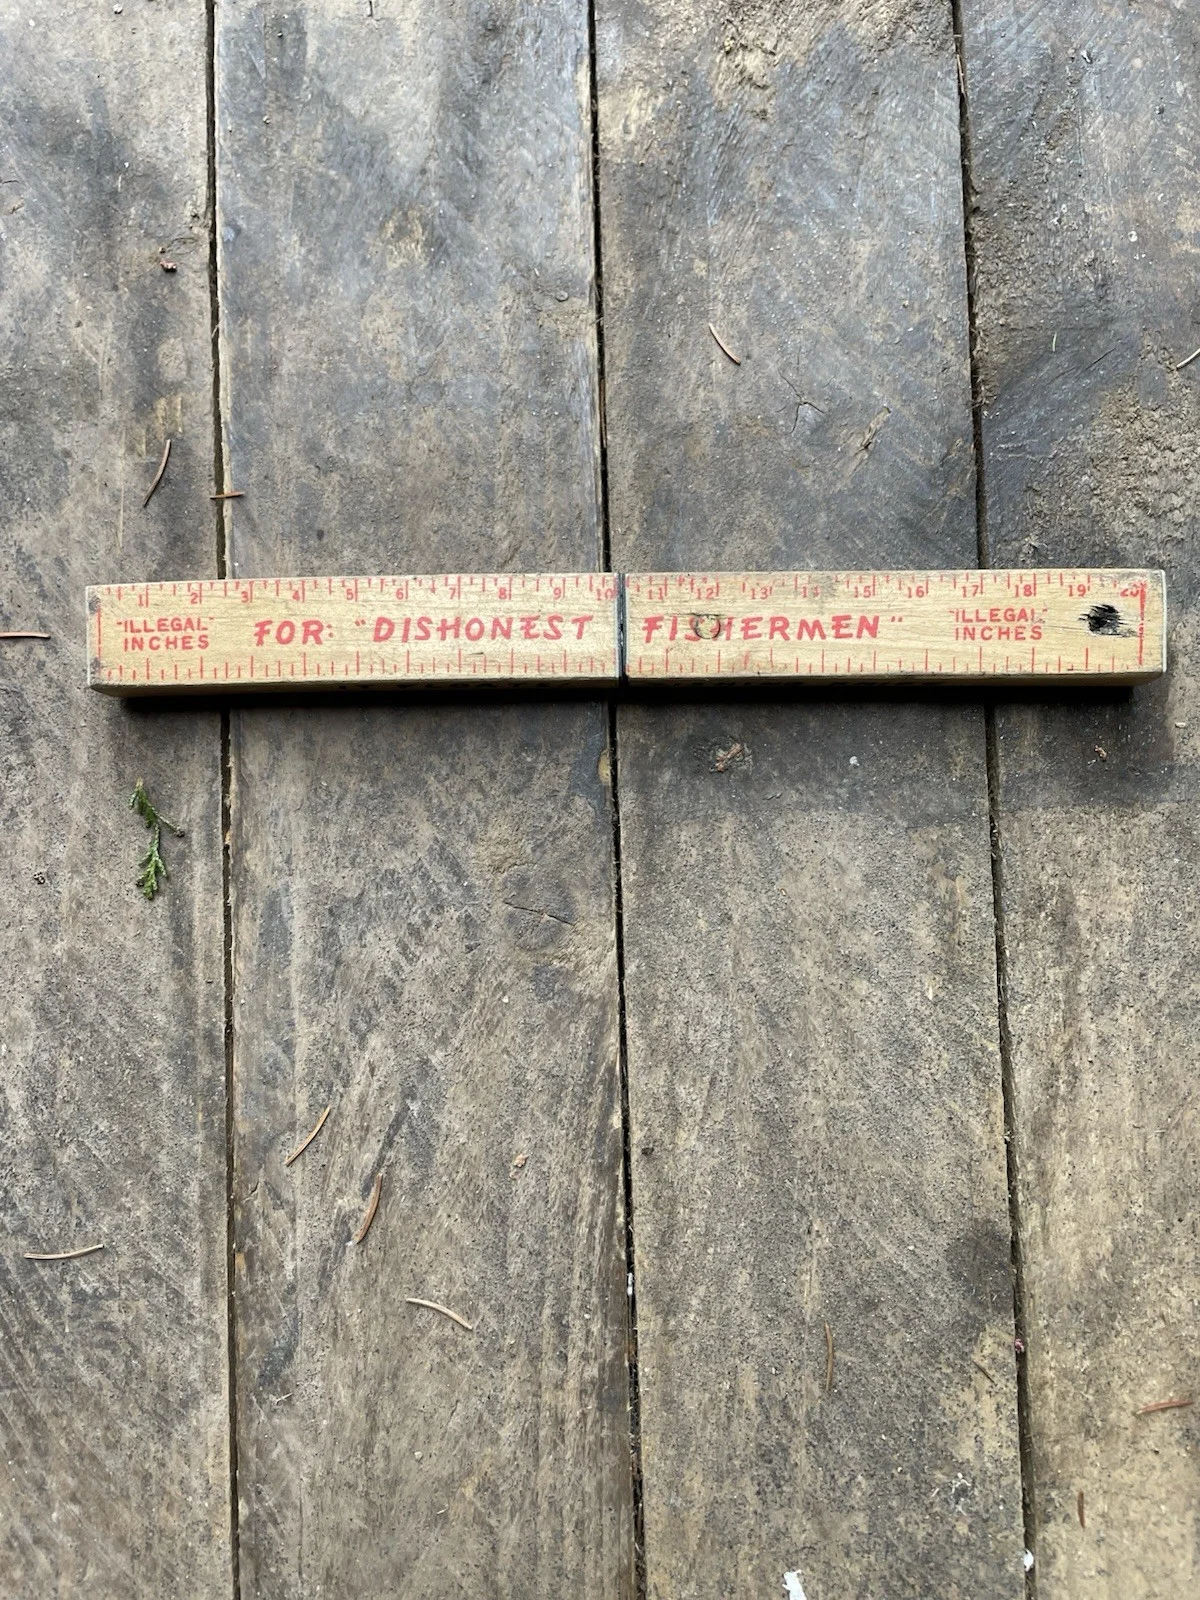 1 2 3 4 5 6 7 8 9 10 11 12 13 14 15 16 17 18 19 20
"ILLEGAL" INCHES FOR: "DISHONEST FISHERMEN" "ILLEGAL" INCHES